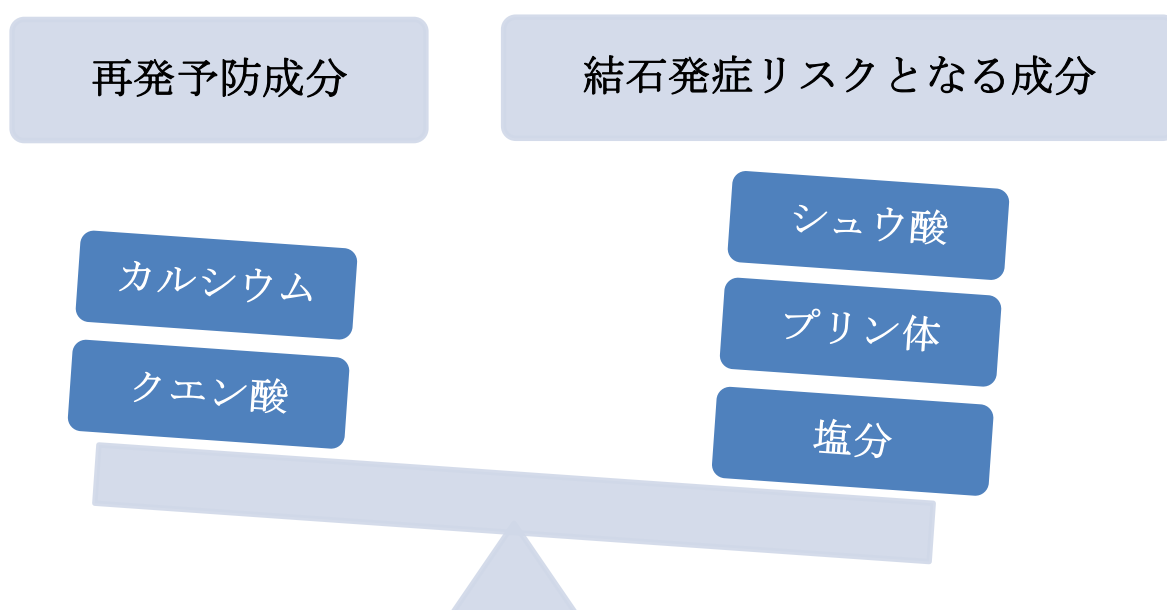 再発予防成分
結石発症リスクとなる成分
カルシウム
クエン酸
シュウ酸
プリン体
塩分